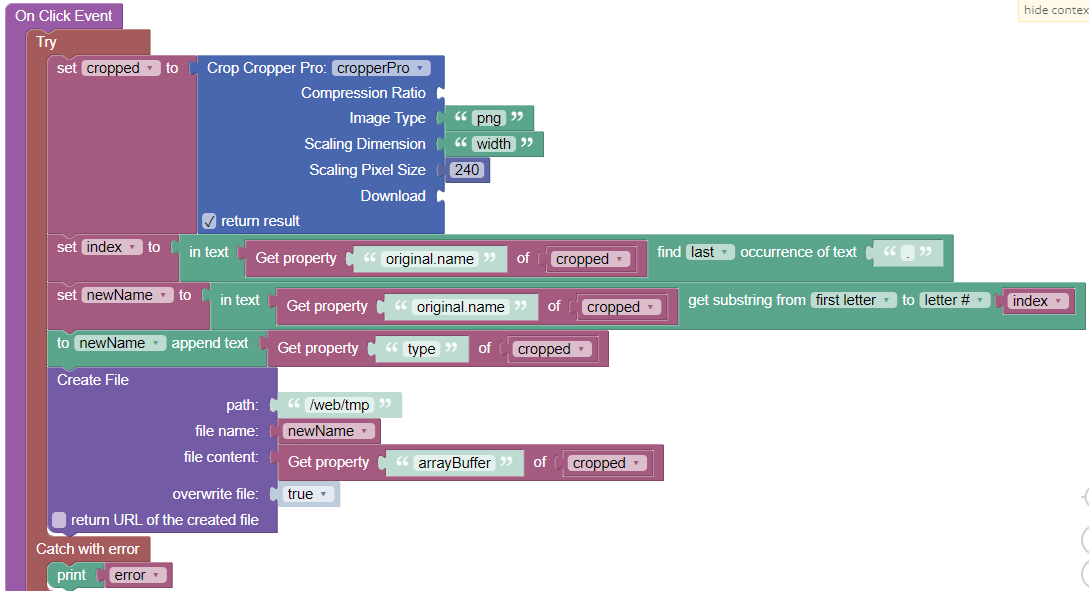 On Click Event
hide contex
Try
set cropped to Crop Cropper Pro: cropperPro
Compression Ratio
Image Type “ png ”
Scaling Dimension “ width ”
Scaling Pixel Size 240
Download
✓ return result
set index to in text Get property “ original.name ” of cropped find last occurrence of text “ . ”
set newName to in text Get property “ original.name ” of cropped get substring from first letter to letter # index
to newName append text Get property “ type ” of cropped
Create File
path: “ /web/tmp ”
file name: newName
file content: Get property “ arrayBuffer ” of cropped
overwrite file: true
return URL of the created file
Catch with error
print error